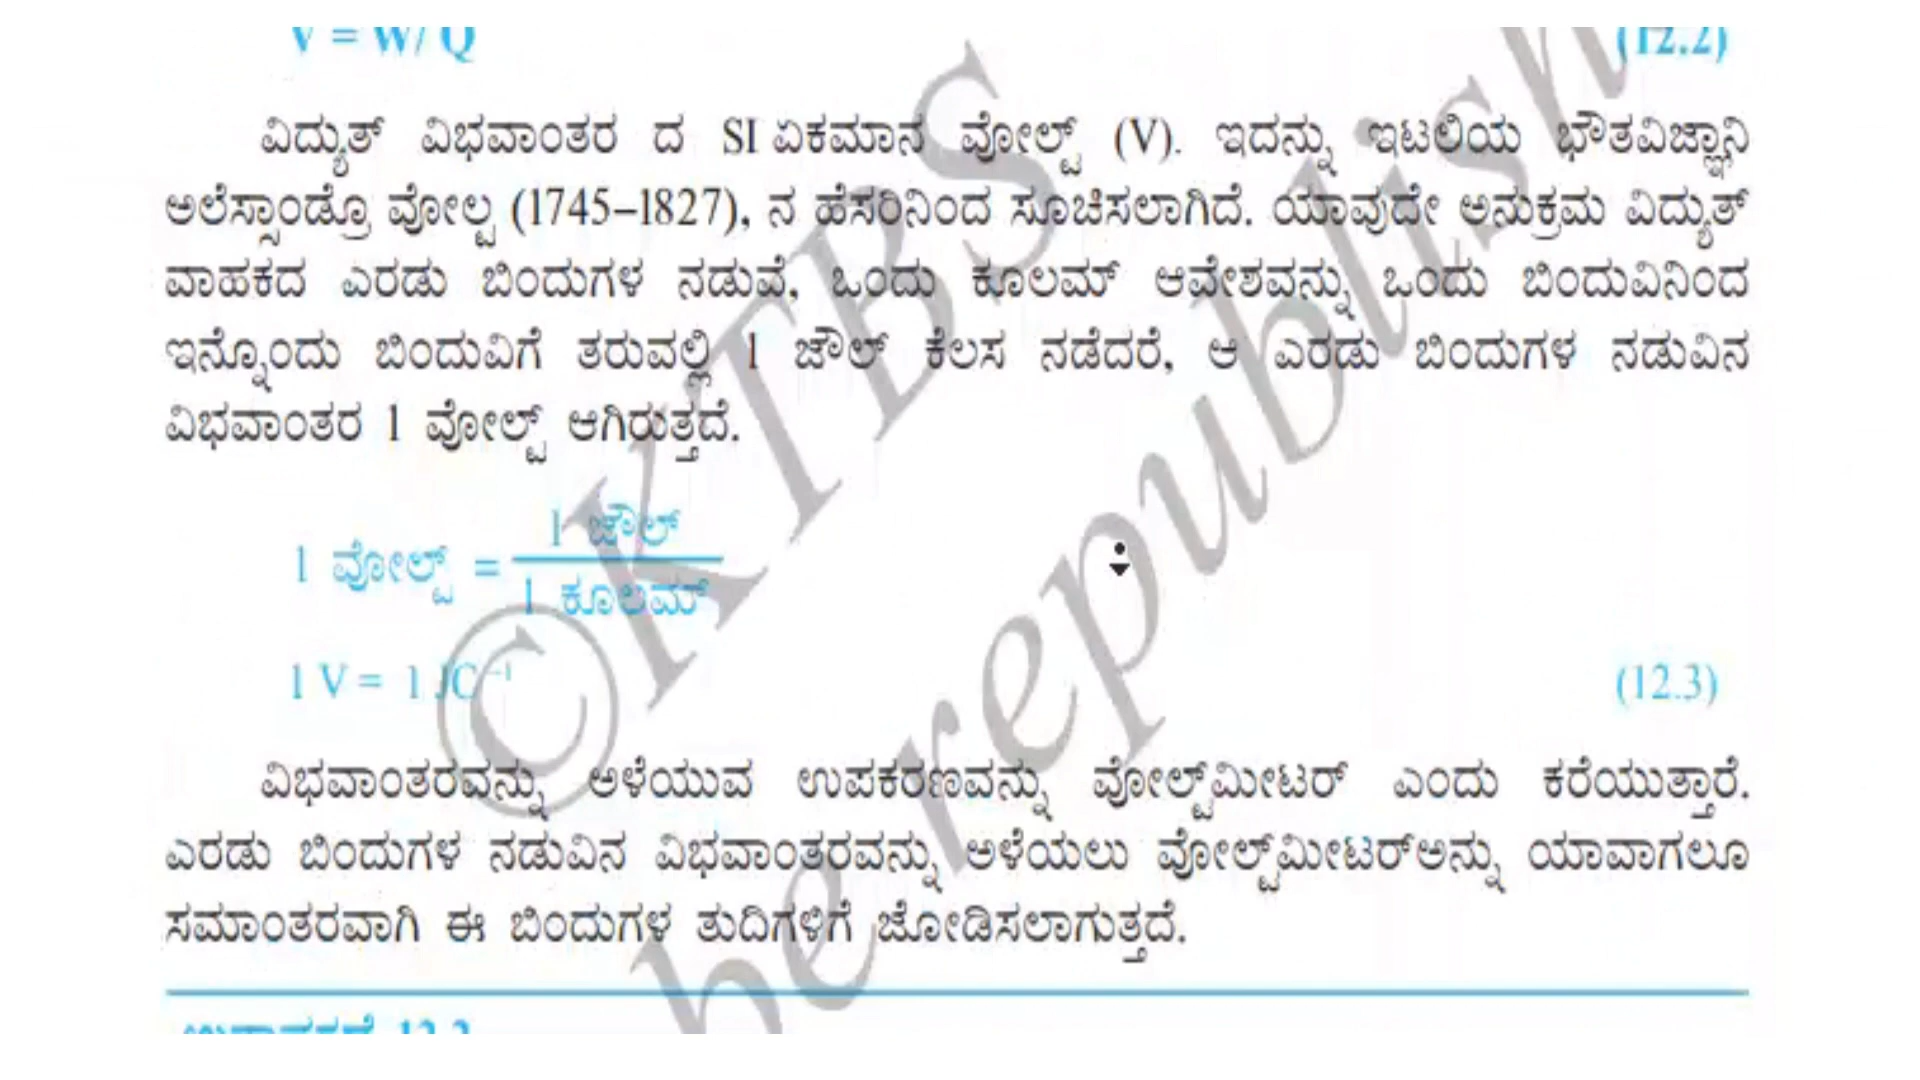 V = W/ Q (12.2)
ವಿದ್ಯುತ್ ವಿಭವಾಂತರ ದ SI ಏಕಮಾನ ವೋಲ್ಟ್ (V). ಇದನ್ನು ಇಟಲಿಯ ಭೌತವಿಜ್ಞಾನಿ
ಅಲೆಸ್ಸಾಂಡ್ರೊ ವೋಲ್ಟ (1745–1827), ನ ಹೆಸರಿನಿಂದ ಸೂಚಿಸಲಾಗಿದೆ. ಯಾವುದೇ ಅನುಕ್ರಮ ವಿದ್ಯುತ್
ವಾಹಕದ ಎರಡು ಬಿಂದುಗಳ ನಡುವೆ, ಒಂದು ಕೂಲಮ್ ಆವೇಶವನ್ನು ಒಂದು ಬಿಂದುವಿನಿಂದ
ಇನ್ನೊಂದು ಬಿಂದುವಿಗೆ ತರುವಲ್ಲಿ 1 ಜೌಲ್ ಕೆಲಸ ನಡೆದರೆ, ಆ ಎರಡು ಬಿಂದುಗಳ ನಡುವಿನ
ವಿಭವಾಂತರ 1 ವೋಲ್ಟ್ ಆಗಿರುತ್ತದೆ.
1 ಜೌಲ್
1 ವೋಲ್ಟ್ =
1 ಕೂಲಮ್
1 V = 1 JC⁻¹ (12.3)
ವಿಭವಾಂತರವನ್ನು ಅಳೆಯುವ ಉಪಕರಣವನ್ನು ವೋಲ್ಟ್‌ಮೀಟರ್ ಎಂದು ಕರೆಯುತ್ತಾರೆ.
ಎರಡು ಬಿಂದುಗಳ ನಡುವಿನ ವಿಭವಾಂತರವನ್ನು ಅಳೆಯಲು ವೋಲ್ಟ್‌ಮೀಟರ್‌ಅನ್ನು ಯಾವಾಗಲೂ
ಸಮಾಂತರವಾಗಿ ಈ ಬಿಂದುಗಳ ತುದಿಗಳಿಗೆ ಜೋಡಿಸಲಾಗುತ್ತದೆ.
©KTBS
be republish